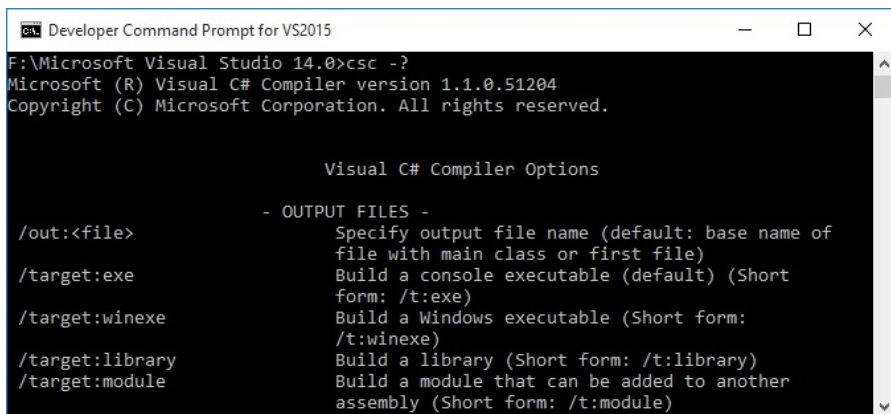 Developer Command Prompt for VS2015
F:\Microsoft Visual Studio 14.0>csc -?
Microsoft (R) Visual C# Compiler version 1.1.0.51204
Copyright (C) Microsoft Corporation. All rights reserved.
Visual C# Compiler Options
- OUTPUT FILES -
/out:<file> Specify output file name (default: base name of
file with main class or first file)
/target:exe Build a console executable (default) (Short
form: /t:exe)
/target:winexe Build a Windows executable (Short form:
/t:winexe)
/target:library Build a library (Short form: /t:library)
/target:module Build a module that can be added to another
assembly (Short form: /t:module)